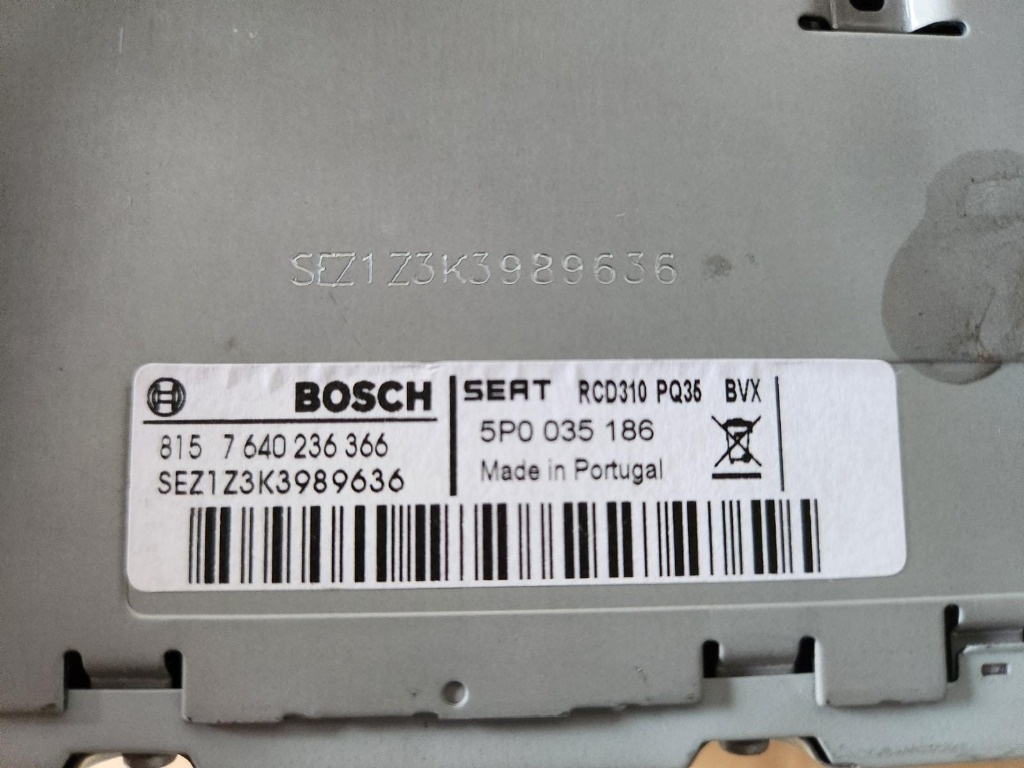 SEZ1Z3K3989636
BOSCH
SEAT RCD310 PQ35 BVX
815 7 640 236 366
5P0 035 186
SEZ1Z3K3989636
Made in Portugal